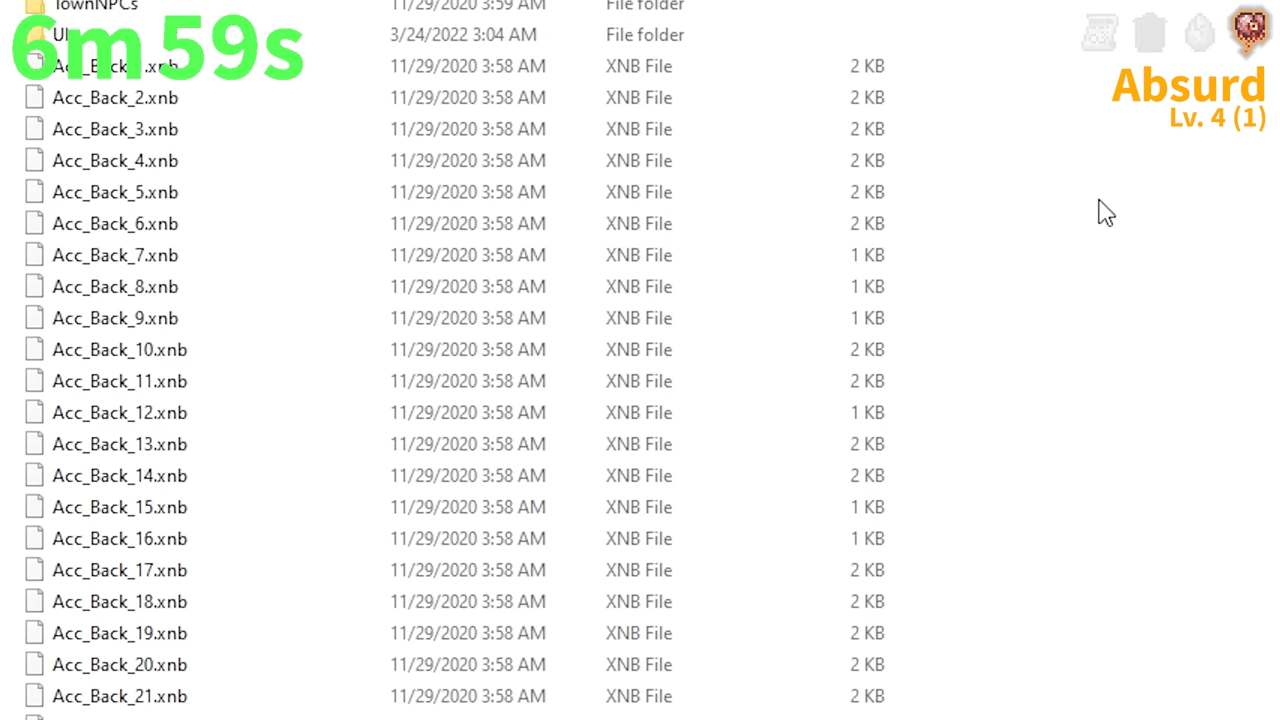 TownNPCs 11/29/2020 3:59 AM File folder
UI 3/24/2022 3:04 AM File folder
6m 59s
Absurd
Lv. 4 (1)
Acc_Back_1.xnb 11/29/2020 3:58 AM XNB File 2 KB
Acc_Back_2.xnb 11/29/2020 3:58 AM XNB File 2 KB
Acc_Back_3.xnb 11/29/2020 3:58 AM XNB File 2 KB
Acc_Back_4.xnb 11/29/2020 3:58 AM XNB File 2 KB
Acc_Back_5.xnb 11/29/2020 3:58 AM XNB File 2 KB
Acc_Back_6.xnb 11/29/2020 3:58 AM XNB File 2 KB
Acc_Back_7.xnb 11/29/2020 3:58 AM XNB File 1 KB
Acc_Back_8.xnb 11/29/2020 3:58 AM XNB File 1 KB
Acc_Back_9.xnb 11/29/2020 3:58 AM XNB File 1 KB
Acc_Back_10.xnb 11/29/2020 3:58 AM XNB File 2 KB
Acc_Back_11.xnb 11/29/2020 3:58 AM XNB File 2 KB
Acc_Back_12.xnb 11/29/2020 3:58 AM XNB File 1 KB
Acc_Back_13.xnb 11/29/2020 3:58 AM XNB File 2 KB
Acc_Back_14.xnb 11/29/2020 3:58 AM XNB File 2 KB
Acc_Back_15.xnb 11/29/2020 3:58 AM XNB File 1 KB
Acc_Back_16.xnb 11/29/2020 3:58 AM XNB File 1 KB
Acc_Back_17.xnb 11/29/2020 3:58 AM XNB File 2 KB
Acc_Back_18.xnb 11/29/2020 3:58 AM XNB File 2 KB
Acc_Back_19.xnb 11/29/2020 3:58 AM XNB File 2 KB
Acc_Back_20.xnb 11/29/2020 3:58 AM XNB File 2 KB
Acc_Back_21.xnb 11/29/2020 3:58 AM XNB File 2 KB